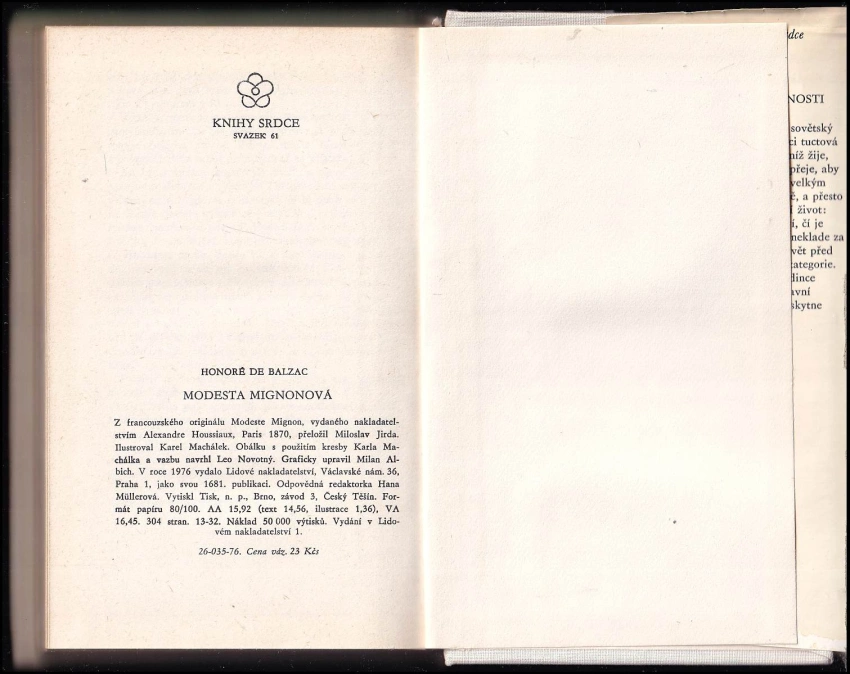 KNIHY SRDCE
SVAZEK 61
HONORÉ DE BALZAC
MODESTA MIGNONOVÁ
Z francouzského originálu Modeste Mignon, vydaného nakladatel-
stvím Alexandre Houssiaux, Paris 1870, přeložil Miloslav Jirda.
Ilustroval Karel Machálek. Obálku s použitím kresby Karla Ma-
chálka a vazbu navrhl Leo Novotný. Graficky upravil Milan Al-
bich. V roce 1976 vydalo Lidové nakladatelství, Václavské nám. 36,
Praha 1, jako svou 1681. publikaci. Odpovědná redaktorka Hana
Müllerová. Vytiskl Tisk, n. p., Brno, závod 3, Český Těšín. For-
mát papíru 80/100. AA 15,92 (text 14,56, ilustrace 1,36), VA
16,45. 304 stran. 13-32. Náklad 50 000 výtisků. Vydání v Lido-
vém nakladatelství 1.
26-035-76. Cena váz. 23 Kčs
rdce
NOSTI
sovětský
ci tuctová
níž žije,
přeje, aby
velkým
ě, a přesto
í život:
í, čí je
neklade za
vět před
kategorie.
dince
avní
skytne